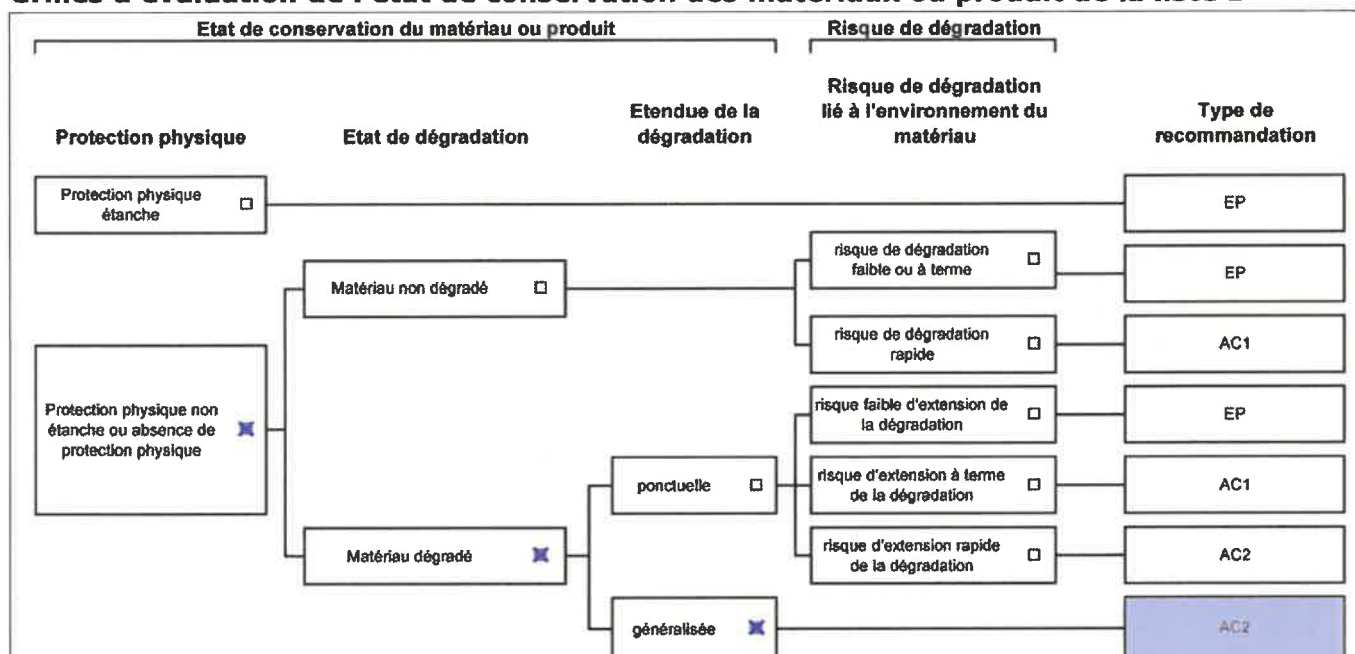 Etat de conservation du matériau ou produit
Risque de dégradation
Protection physique
Etat de dégradation
Etendue de la
dégradation
Risque de dégradation
lié à l'environnement du
matériau
Type de
recommandation
Protection physique
étanche
EP
Matériau non dégradé
risque de dégradation
faible ou à terme
EP
risque de dégradation
rapide
AC1
Protection physique non
étanche ou absence de
protection physique
risque faible d'extension de
la dégradation
EP
ponctuelle
risque d'extension à terme
de la dégradation
AC1
Matériau dégradé
risque d'extension rapide
de la dégradation
AC2
généralisée
AC2